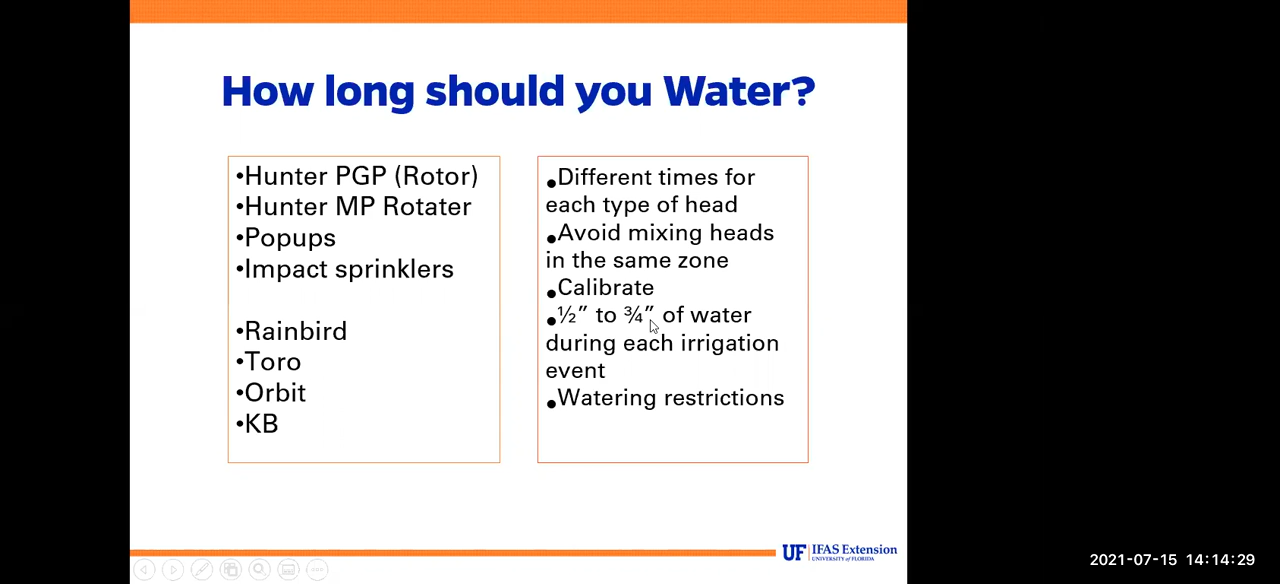 How long should you Water?
•Hunter PGP (Rotor)
•Hunter MP Rotater
•Popups
•Impact sprinklers
•Rainbird
•Toro
•Orbit
•KB
•Different times for
each type of head
•Avoid mixing heads
in the same zone
•Calibrate
•½” to ¾” of water
during each irrigation
event
•Watering restrictions
UF IFAS Extension
UNIVERSITY of FLORIDA
2021-07-15 14:14:29